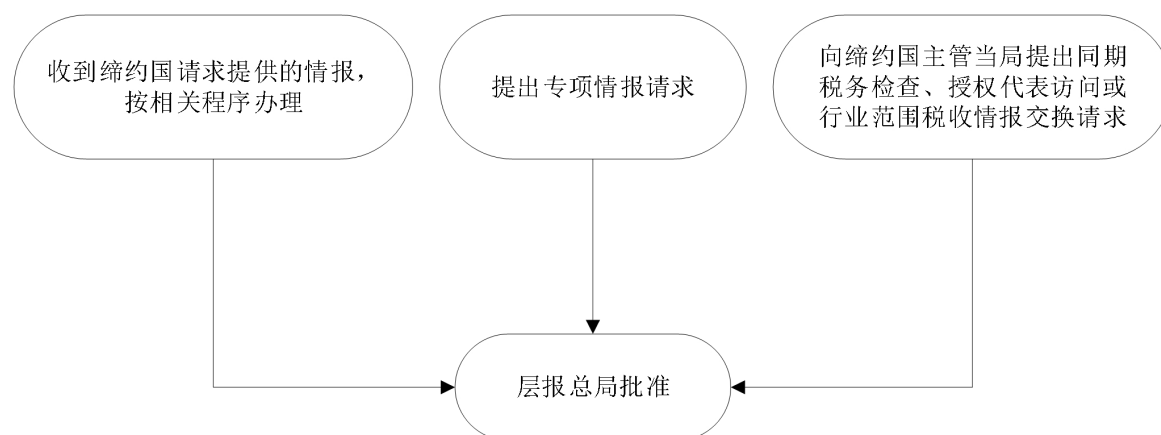 收到缔约国请求提供的情报，
按相关程序办理
提出专项情报请求
向缔约国主管当局提出同期
税务检查、授权代表访问或
行业范围税收情报交换请求
层报总局批准